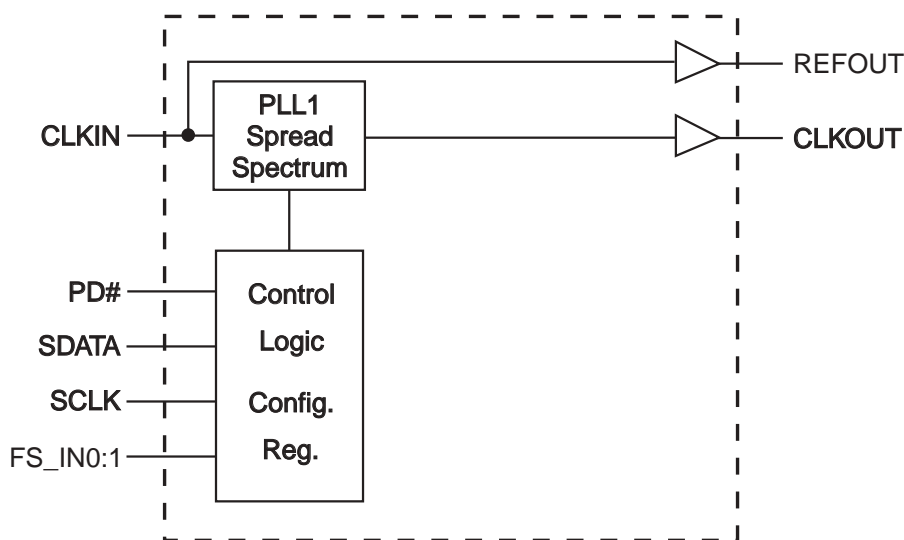 REFOUT
PLL1
Spread
Spectrum
CLKIN
CLKOUT
PD#
SDATA
SCLK
FS_IN0:1
Control
Logic
Config.
Reg.